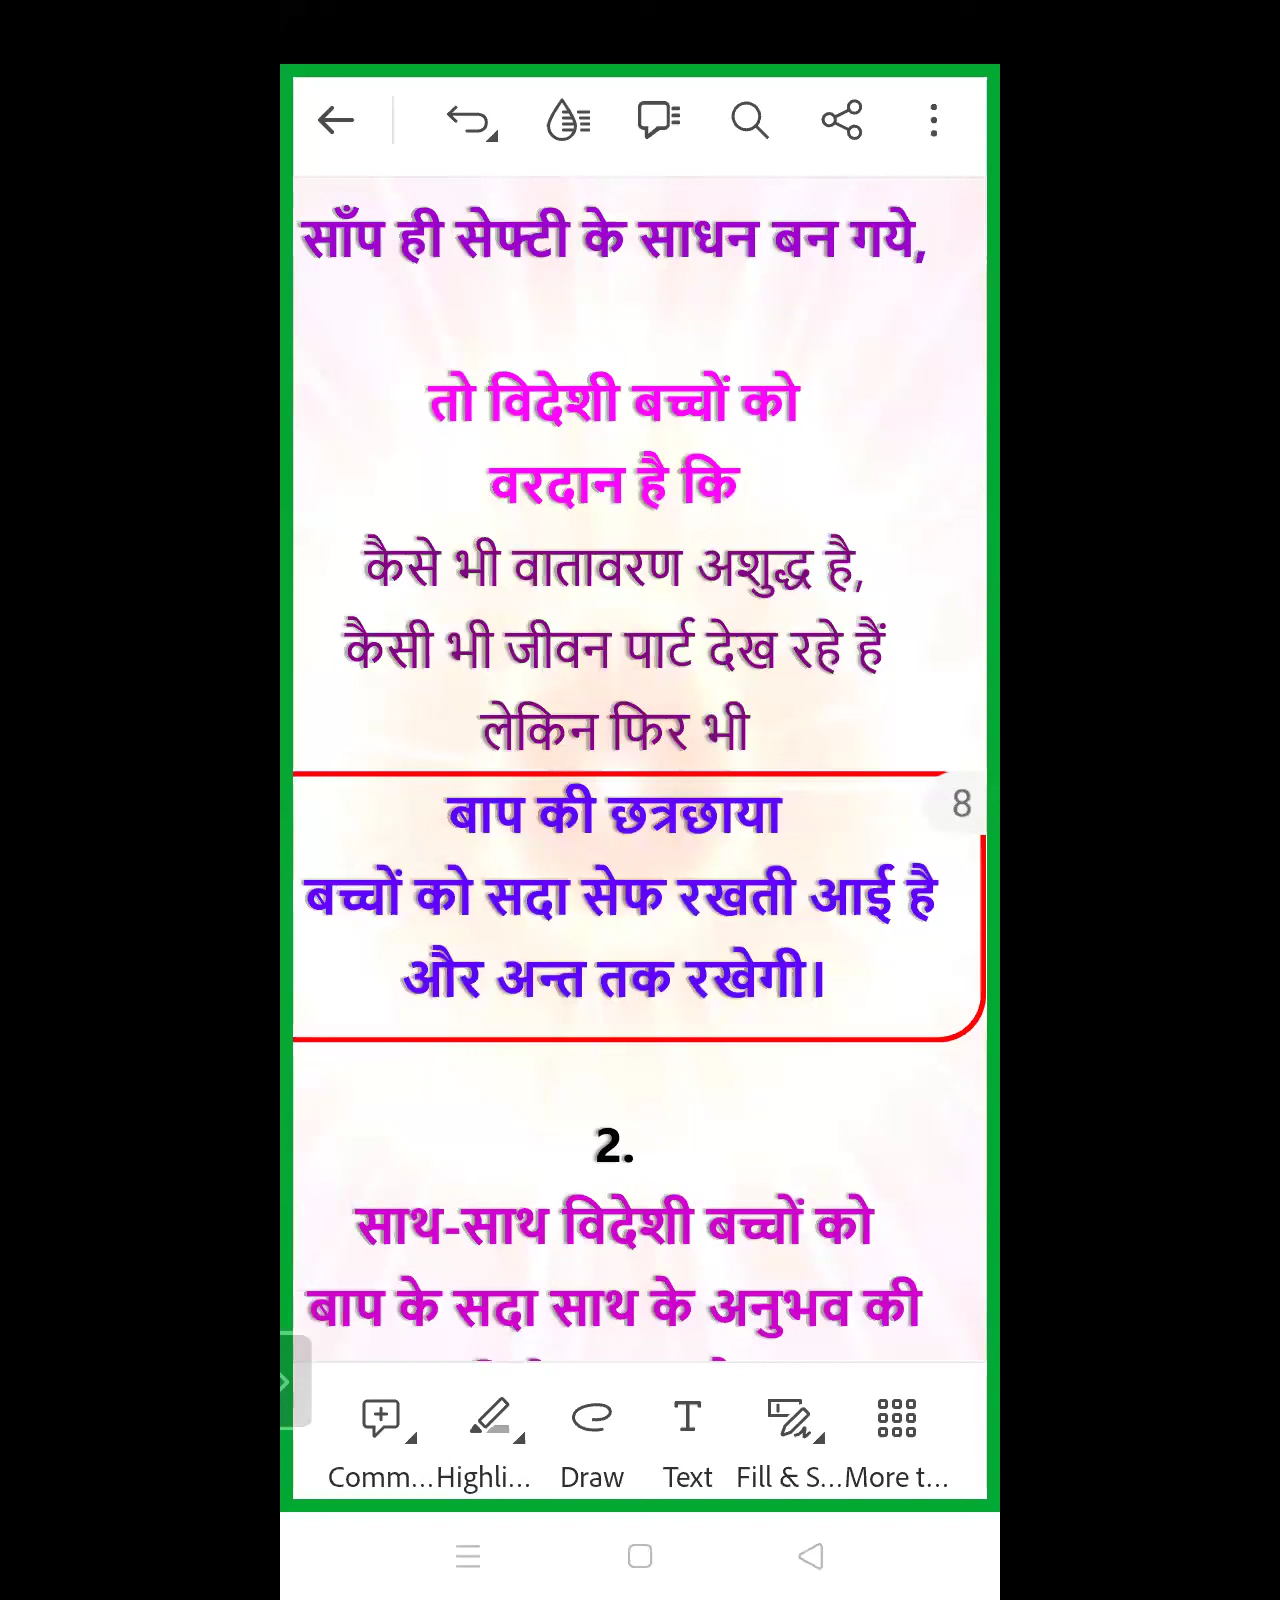 साँप ही सेफ्टी के साधन बन गये,
तो विदेशी बच्चों को
वरदान है कि
कैसे भी वातावरण अशुद्ध है,
कैसी भी जीवन पार्ट देख रहे हैं
लेकिन फिर भी
बाप की छत्रछाया
8
बच्चों को सदा सेफ रखती आई है
और अन्त तक रखेगी।
2.
साथ-साथ विदेशी बच्चों को
बाप के सदा साथ के अनुभव की
Comm... Highli... Draw Text Fill & S... More t...